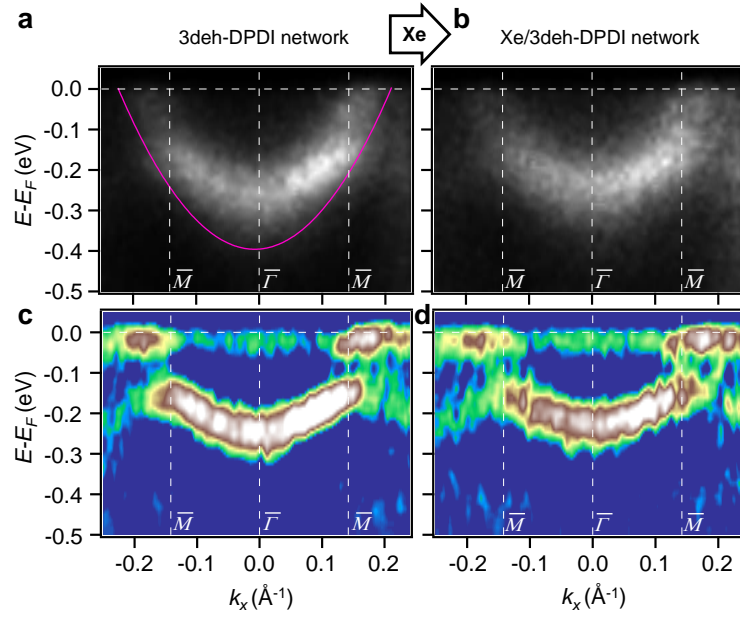 a
3deh-DPDI network
Xe
b
Xe/3deh-DPDI network
E-E_F (eV)
0.0
-0.1
-0.2
-0.3
-0.4
-0.5
M̅
Γ̅
M̅
M̅
Γ̅
M̅
c
d
E-E_F (eV)
0.0
-0.1
-0.2
-0.3
-0.4
-0.5
M̅
Γ̅
M̅
M̅
Γ̅
M̅
-0.2 -0.1 0.0 0.1 0.2
-0.2 -0.1 0.0 0.1 0.2
k_x (Å⁻¹)
k_x (Å⁻¹)